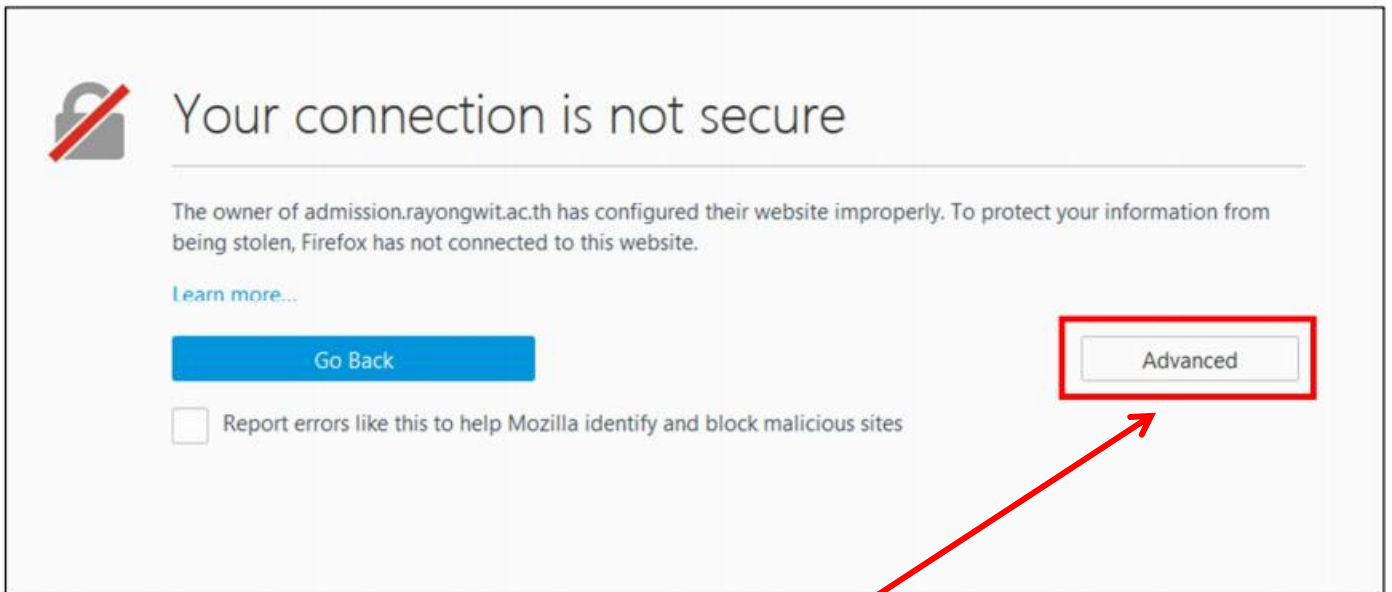 Your connection is not secure
The owner of admission.rayongwit.ac.th has configured their website improperly. To protect your information from
being stolen, Firefox has not connected to this website.
Learn more...
Go Back
Advanced
Report errors like this to help Mozilla identify and block malicious sites